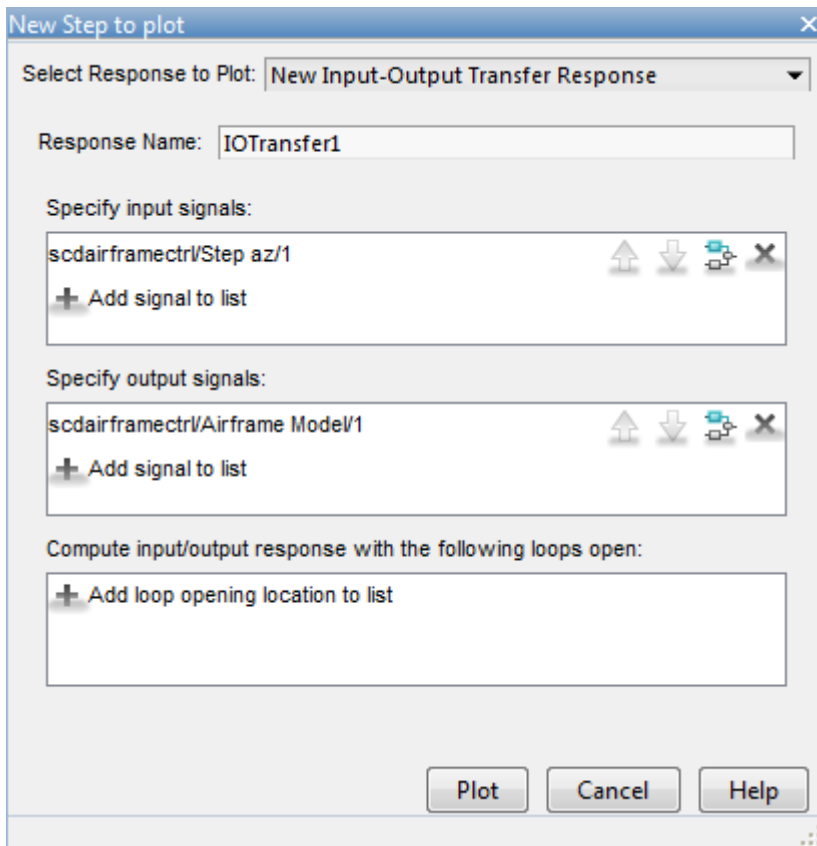 New Step to plot
Select Response to Plot: New Input-Output Transfer Response
Response Name: IOTransfer1
Specify input signals:
scdairframectrl/Step az/1
Add signal to list
Specify output signals:
scdairframectrl/Airframe Model/1
Add signal to list
Compute input/output response with the following loops open:
Add loop opening location to list
Plot Cancel Help